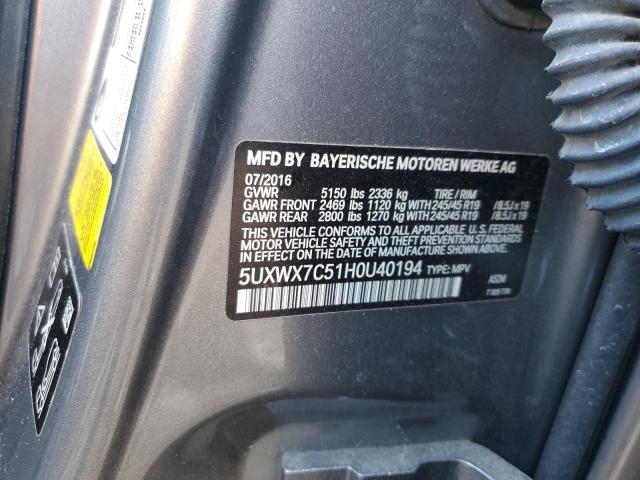 MFD BY BAYERISCHE MOTOREN WERKE AG
07/2016
GVWR 5150 lbs 2336 kg TIRE / RIM
GAWR FRONT 2469 lbs 1120 kg WITH 245/45 R19 /8.5J x 19
GAWR REAR 2800 lbs 1270 kg WITH 245/45 R19 /8.5J x 19
THIS VEHICLE CONFORMS TO ALL APPLICABLE U.S. FEDERAL
MOTOR VEHICLE SAFETY, BUMPER, AND THEFT PREVENTION STANDARDS
IN EFFECT ON THE DATE OF MANUFACTURE SHOWN ABOVE.
5UXWX7C51H0U40194 TYPE: MPV